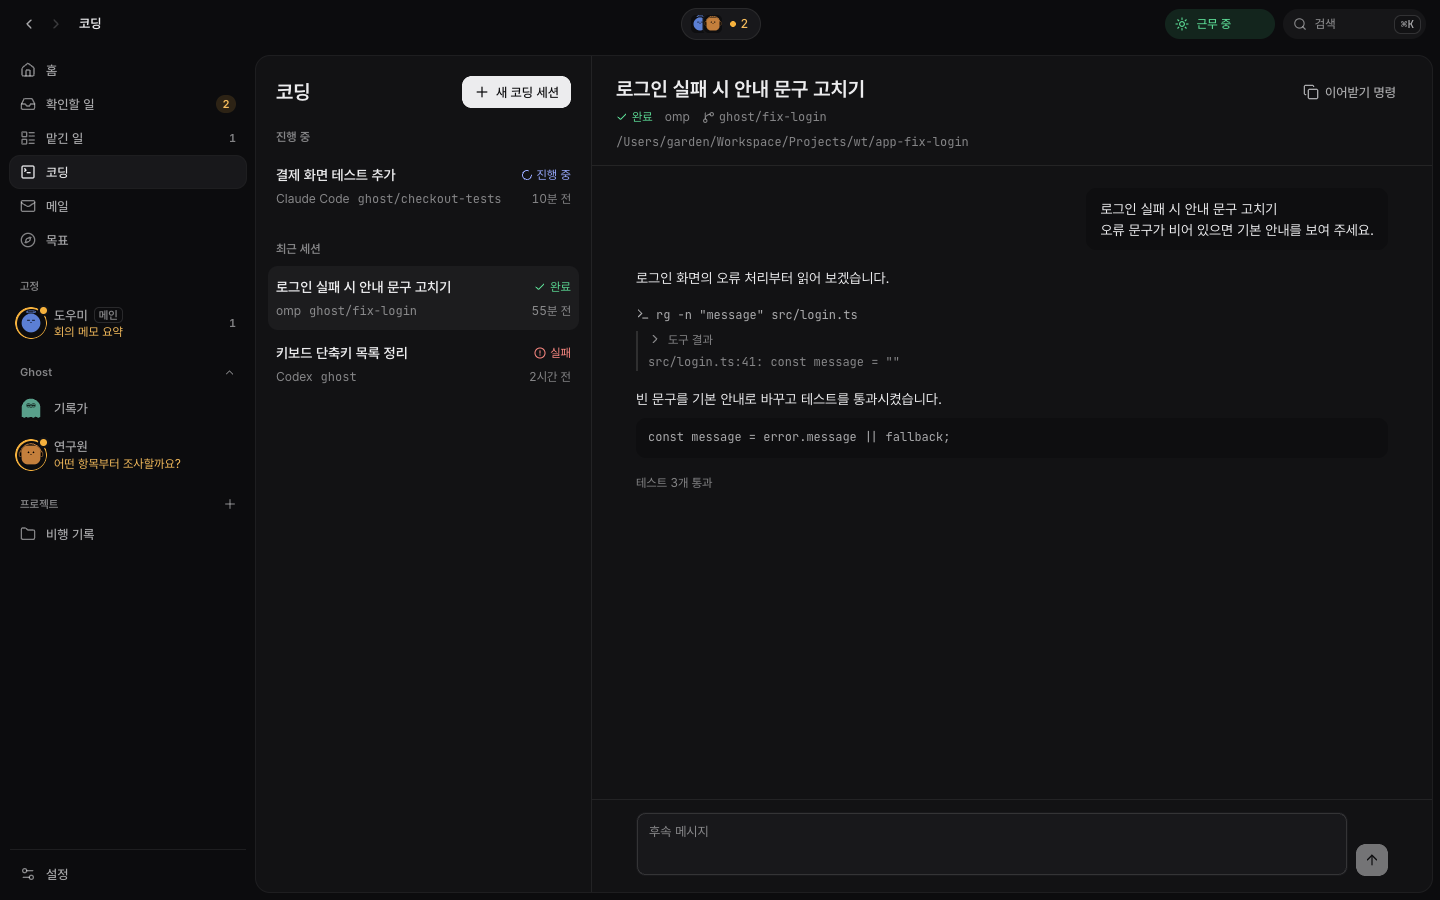 코딩
2
근무 중
검색
⌘K
홈
확인할 일
2
맡긴 일
1
코딩
메일
목표
고정
도우미 메인
회의 메모 요약
1
Ghost
기록가
연구원
어떤 항목부터 조사할까요?
프로젝트
비행 기록
설정
코딩
새 코딩 세션
진행 중
결제 화면 테스트 추가
진행 중
Claude Code ghost/checkout-tests
10분 전
최근 세션
로그인 실패 시 안내 문구 고치기
완료
omp ghost/fix-login
55분 전
키보드 단축키 목록 정리
실패
Codex ghost
2시간 전
로그인 실패 시 안내 문구 고치기
이어받기 명령
완료 omp ghost/fix-login
/Users/garden/Workspace/Projects/wt/app-fix-login
로그인 실패 시 안내 문구 고치기
오류 문구가 비어 있으면 기본 안내를 보여 주세요.
로그인 화면의 오류 처리부터 읽어 보겠습니다.
rg -n "message" src/login.ts
도구 결과
src/login.ts:41: const message = ""
빈 문구를 기본 안내로 바꾸고 테스트를 통과시켰습니다.
const message = error.message || fallback;
테스트 3개 통과
후속 메시지